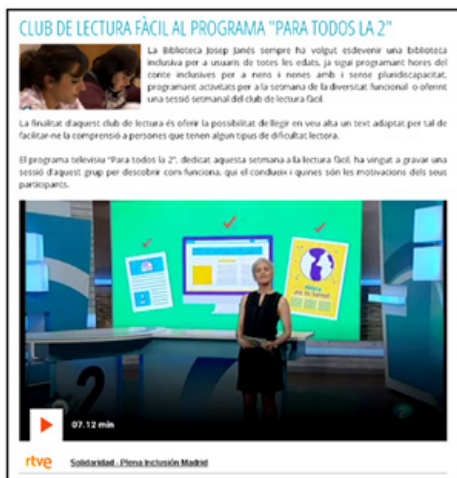 CLUB DE LECTURA FÀCIL AL PROGRAMA "PARA TODOS LA 2"
La Biblioteca Josep Janés sempre ha volgut esdevenir una biblioteca
inclusiva per a usuaris de totes les edats, ja sigui programant hores del
conte inclusives per a nens i nenes amb i sense pluridiscapacitat,
programant activitats per a la setmana de la diversitat funcional o oferint
una sessió setmanal del club de lectura fàcil.
La finalitat d'aquest club de lectura és oferir la possibilitat de llegir en veu alta un text adaptat per tal de
facilitar-ne la comprensió a persones que tenen algun tipus de dificultat lectora.
El programa televisiu "Para todos la 2", dedicat aquesta setmana a la lectura fàcil, ha vingut a gravar una
sessió d'aquest grup per descobrir com funciona, qui el condueix i quines són les motivacions dels seus
participants.
2
07.12 min
rtve Solidaridad - Plena Inclusión Madrid